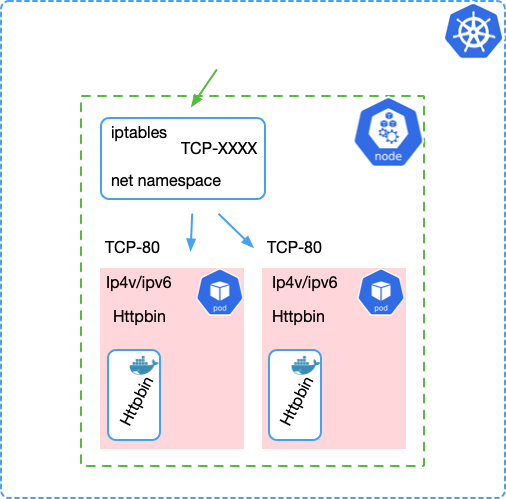 node
iptables
TCP-XXXX
net namespace
TCP-80
TCP-80
Ip4v/ipv6
pod
Httpbin
Httpbin
Ip4v/ipv6
pod
Httpbin
Httpbin